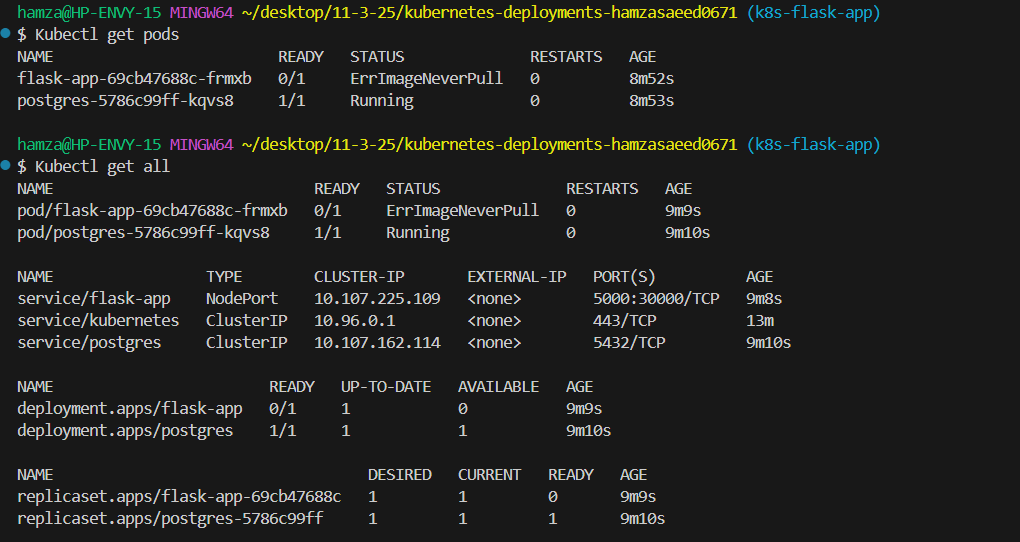 hamza@HP-ENVY-15 MINGW64 ~/desktop/11-3-25/kubernetes-deployments-hamzasaeed0671 (k8s-flask-app)
$ Kubectl get pods
NAME READY STATUS RESTARTS AGE
flask-app-69cb47688c-frmxb 0/1 ErrImageNeverPull 0 8m52s
postgres-5786c99ff-kqvs8 1/1 Running 0 8m53s
hamza@HP-ENVY-15 MINGW64 ~/desktop/11-3-25/kubernetes-deployments-hamzasaeed0671 (k8s-flask-app)
$ Kubectl get all
NAME READY STATUS RESTARTS AGE
pod/flask-app-69cb47688c-frmxb 0/1 ErrImageNeverPull 0 9m9s
pod/postgres-5786c99ff-kqvs8 1/1 Running 0 9m10s
NAME TYPE CLUSTER-IP EXTERNAL-IP PORT(S) AGE
service/flask-app NodePort 10.107.225.109 <none> 5000:30000/TCP 9m8s
service/kubernetes ClusterIP 10.96.0.1 <none> 443/TCP 13m
service/postgres ClusterIP 10.107.162.114 <none> 5432/TCP 9m10s
NAME READY UP-TO-DATE AVAILABLE AGE
deployment.apps/flask-app 0/1 1 0 9m9s
deployment.apps/postgres 1/1 1 1 9m10s
NAME DESIRED CURRENT READY AGE
replicaset.apps/flask-app-69cb47688c 1 1 0 9m9s
replicaset.apps/postgres-5786c99ff 1 1 1 9m10s